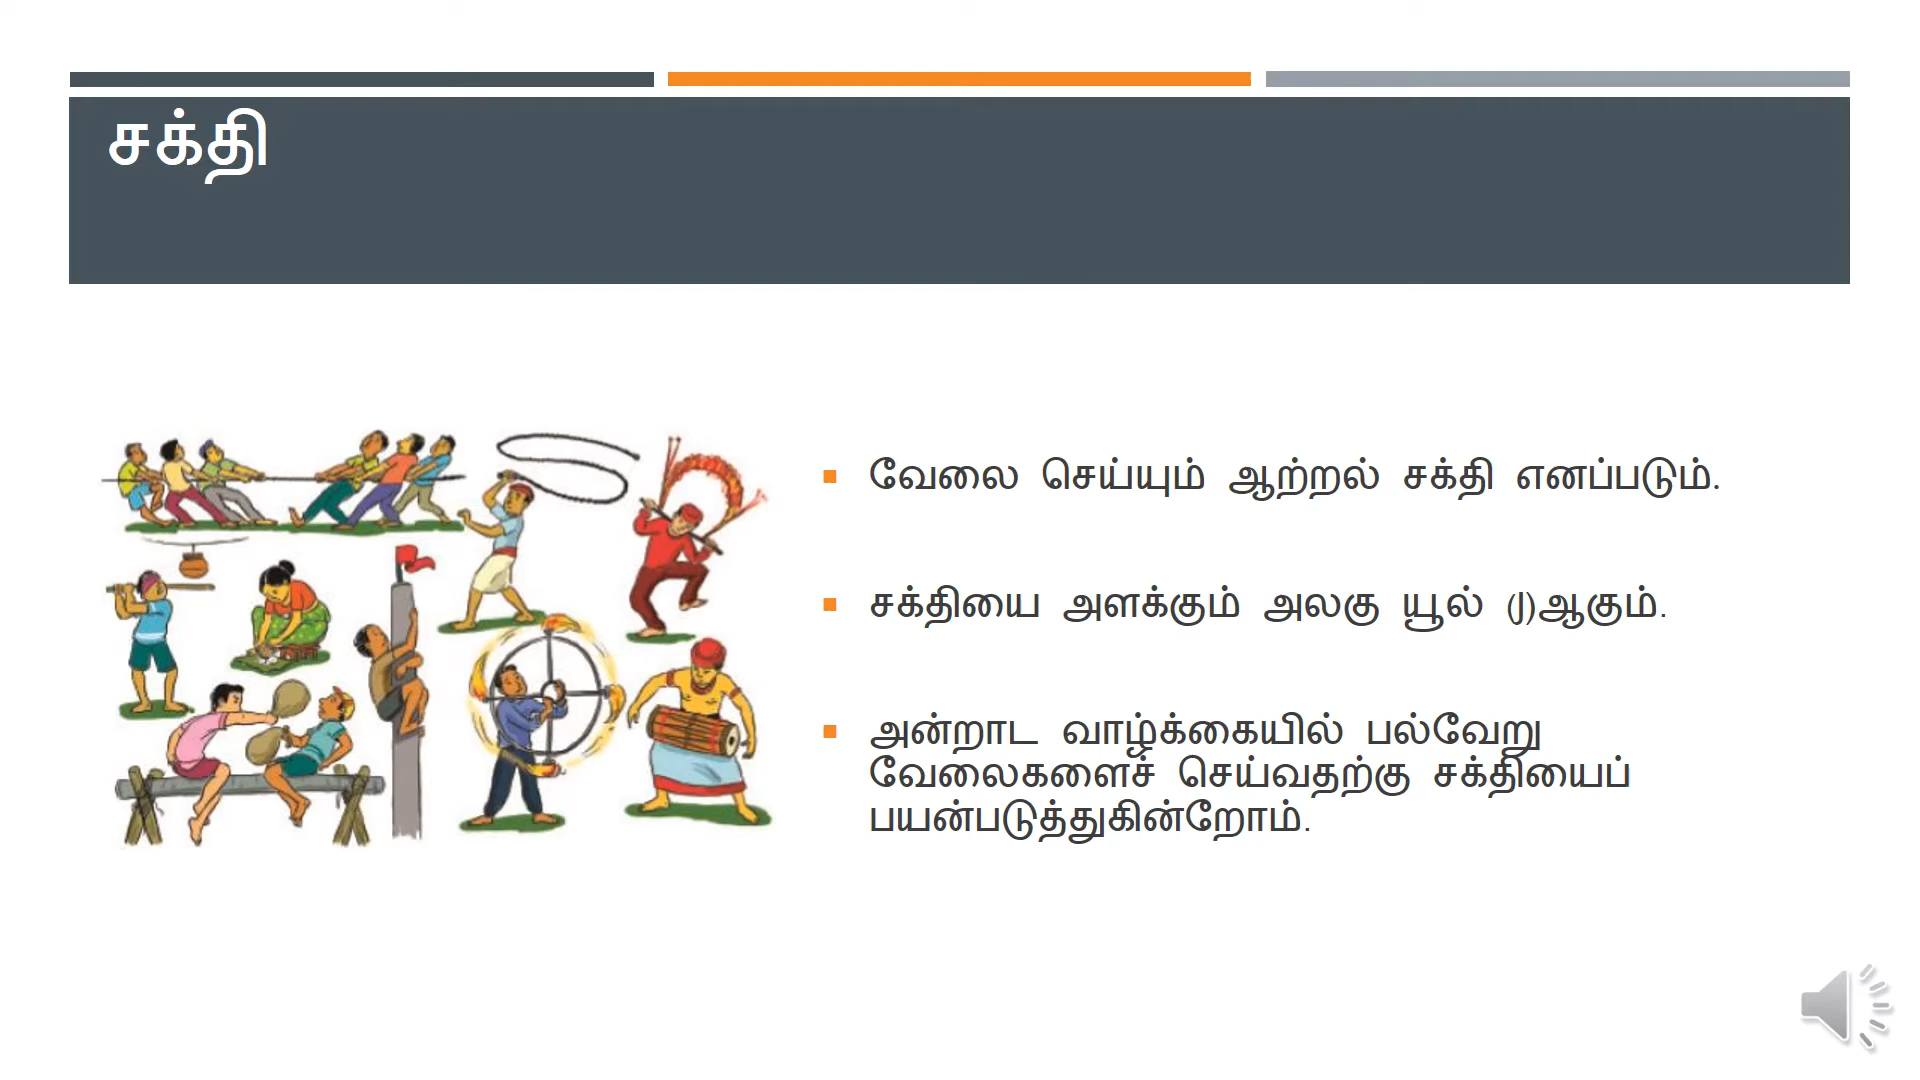 சக்தி
வேலை செய்யும் ஆற்றல் சக்தி எனப்படும்.
சக்தியை அளக்கும் அலகு யூல் (J)ஆகும்.
அன்றாட வாழ்க்கையில் பல்வேறு
வேலைகளைச் செய்வதற்கு சக்தியைப்
பயன்படுத்துகின்றோம்.